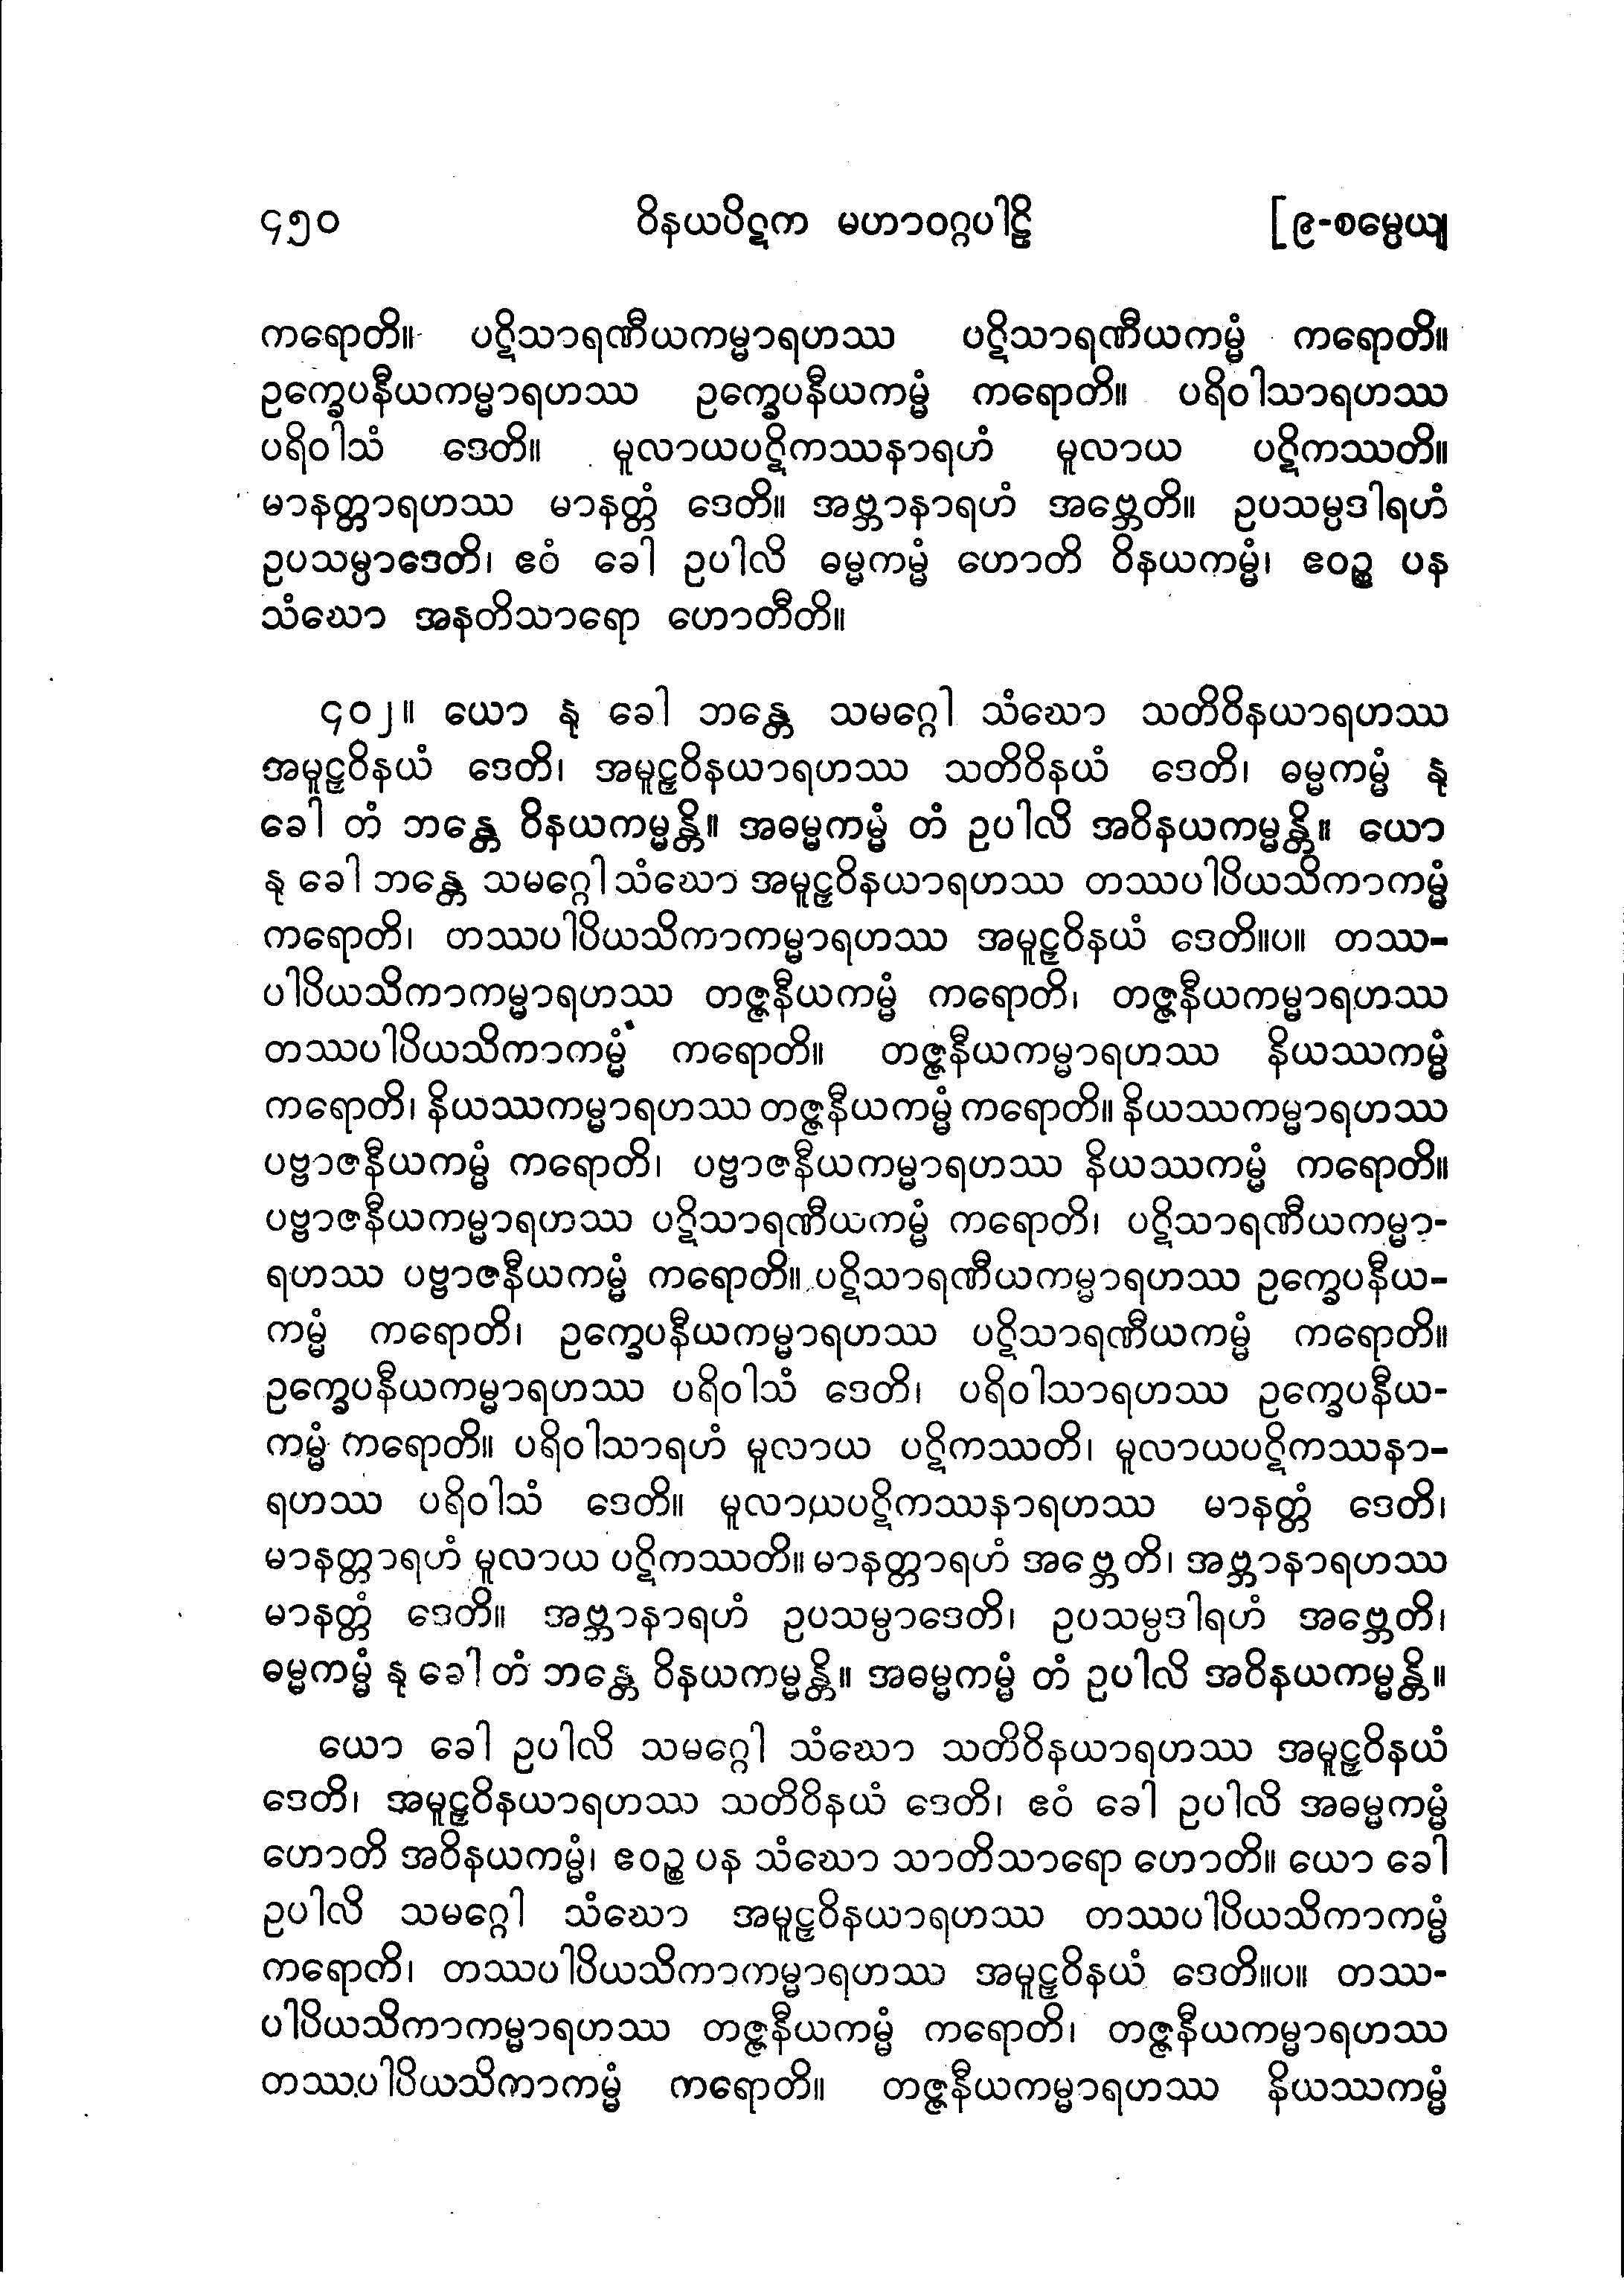 ၄၅၀ ဝိနယပိဋက မဟာဝဂ္ဂပါဠိ [၉-စမ္ပေယျ
ကရောတိ။ ပဋိသာရဏီယကမ္မာရဟဿ ပဋိသာရဏီယကမ္မံ ကရောတိ။
ဥက္ခေပနီယကမ္မာရဟဿ ဥက္ခေပနီယကမ္မံ ကရောတိ။ ပရိဝါသာရဟဿ
ပရိဝါသံ ဒေတိ။ မူလာယပဋိကဿနာရဟံ မူလာယ ပဋိကဿတိ။
မာနတ္တာရဟဿ မာနတ္တံ ဒေတိ။ အဗ္ဘာနာရဟံ အဗ္ဘေတိ။ ဥပသမ္ပဒါရဟံ
ဥပသမ္ပာဒေတိ၊ ဧဝံ ခေါ ဥပါလိ ဓမ္မကမ္မံ ဟောတိ ဝိနယကမ္မံ၊ ဧဝဉ္စ ပန
သံဃော အနတိသာရော ဟောတီတိ။
၄၀၂။ ယော နု ခေါ ဘန္တေ သမဂ္ဂေါ သံဃော သတိဝိနယာရဟဿ
အမူဠှဝိနယံ ဒေတိ၊ အမူဠှဝိနယာရဟဿ သတိဝိနယံ ဒေတိ၊ ဓမ္မကမ္မံ နု
ခေါ တံ ဘန္တေ ဝိနယကမ္မန္တိ။ အဓမ္မကမ္မံ တံ ဥပါလိ အဝိနယကမ္မန္တိ။ ယော
နု ခေါ ဘန္တေ သမဂ္ဂေါ သံဃော အမူဠှဝိနယာရဟဿ တဿပါပိယသိကာကမ္မံ
ကရောတိ၊ တဿပါပိယသိကာကမ္မာရဟဿ အမူဠှဝိနယံ ဒေတိ။ပ။ တဿ-
ပါပိယသိကာကမ္မာရဟဿ တဇ္ဇနီယကမ္မံ ကရောတိ၊ တဇ္ဇနီယကမ္မာရဟဿ
တဿပါပိယသိကာကမ္မံ ကရောတိ။ တဇ္ဇနီယကမ္မာရဟဿ နိယဿကမ္မံ
ကရောတိ၊ နိယဿကမ္မာရဟဿ တဇ္ဇနီယကမ္မံ ကရောတိ။ နိယဿကမ္မာရဟဿ
ပဗ္ဗာဇနီယကမ္မံ ကရောတိ၊ ပဗ္ဗာဇနီယကမ္မာရဟဿ နိယဿကမ္မံ ကရောတိ။
ပဗ္ဗာဇနီယကမ္မာရဟဿ ပဋိသာရဏီယကမ္မံ ကရောတိ၊ ပဋိသာရဏီယကမ္မာ-
ရဟဿ ပဗ္ဗာဇနီယကမ္မံ ကရောတိ။ ပဋိသာရဏီယကမ္မာရဟဿ ဥက္ခေပနီယ-
ကမ္မံ ကရောတိ၊ ဥက္ခေပနီယကမ္မာရဟဿ ပဋိသာရဏီယကမ္မံ ကရောတိ။
ဥက္ခေပနီယကမ္မာရဟဿ ပရိဝါသံ ဒေတိ၊ ပရိဝါသာရဟဿ ဥက္ခေပနီယ-
ကမ္မံ ကရောတိ။ ပရိဝါသာရဟံ မူလာယ ပဋိကဿတိ၊ မူလာယပဋိကဿနာ-
ရဟဿ ပရိဝါသံ ဒေတိ။ မူလာယပဋိကဿနာရဟဿ မာနတ္တံ ဒေတိ၊
မာနတ္တာရဟံ မူလာယ ပဋိကဿတိ။ မာနတ္တာရဟံ အဗ္ဘေတိ၊ အဗ္ဘာနာရဟဿ
မာနတ္တံ ဒေတိ။ အဗ္ဘာနာရဟံ ဥပသမ္ပာဒေတိ၊ ဥပသမ္ပဒါရဟံ အဗ္ဘေတိ၊
ဓမ္မကမ္မံ နု ခေါ တံ ဘန္တေ ဝိနယကမ္မန္တိ။ အဓမ္မကမ္မံ တံ ဥပါလိ အဝိနယကမ္မန္တိ။
ယော ခေါ ဥပါလိ သမဂ္ဂေါ သံဃော သတိဝိနယာရဟဿ အမူဠှဝိနယံ
ဒေတိ၊ အမူဠှဝိနယာရဟဿ သတိဝိနယံ ဒေတိ၊ ဧဝံ ခေါ ဥပါလိ အဓမ္မကမ္မံ
ဟောတိ အဝိနယကမ္မံ၊ ဧဝဉ္စ ပန သံဃော သာတိသာရော ဟောတိ။ ယော ခေါ
ဥပါလိ သမဂ္ဂေါ သံဃော အမူဠှဝိနယာရဟဿ တဿပါပိယသိကာကမ္မံ
ကရောတိ၊ တဿပါပိယသိကာကမ္မာရဟဿ အမူဠှဝိနယံ ဒေတိ။ပ။ တဿ-
ပါပိယသိကာကမ္မာရဟဿ တဇ္ဇနီယကမ္မံ ကရောတိ၊ တဇ္ဇနီယကမ္မာရဟဿ
တဿပါပိယသိကာကမ္မံ ကရောတိ။ တဇ္ဇနီယကမ္မာရဟဿ နိယဿကမ္မံ